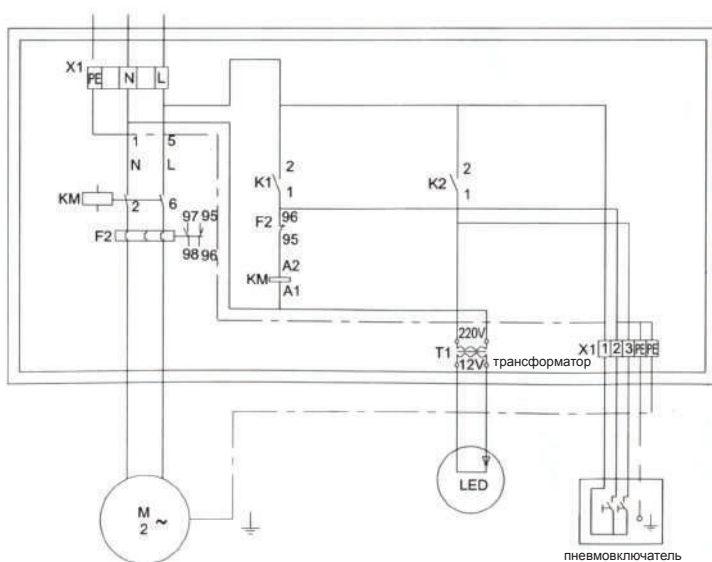 X1 PE N L
1 5
N L
2
K1
1
2
K2
1
KM 2 6
97 95
F2
98 96
F2 96
95
A2
KM
A1
220V
T1
12V
трансформатор
X1 1 2 3 PE PE
LED
M
2 ~
пневмовключатель